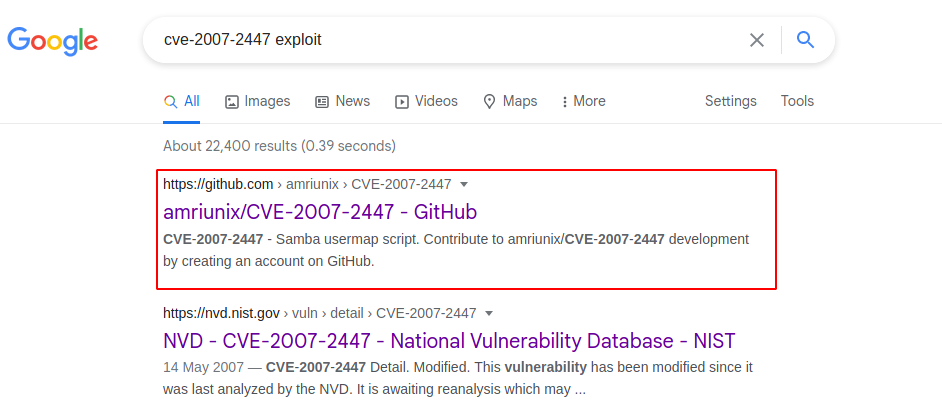 Google
cve-2007-2447 exploit
All Images News Videos Maps More Settings Tools
About 22,400 results (0.39 seconds)
https://github.com › amriunix › CVE-2007-2447
amriunix/CVE-2007-2447 - GitHub
CVE-2007-2447 - Samba usermap script. Contribute to amriunix/CVE-2007-2447 development
by creating an account on GitHub.
https://nvd.nist.gov › vuln › detail › CVE-2007-2447
NVD - CVE-2007-2447 - National Vulnerability Database - NIST
14 May 2007 — CVE-2007-2447 Detail. Modified. This vulnerability has been modified since it
was last analyzed by the NVD. It is awaiting reanalysis which may ...